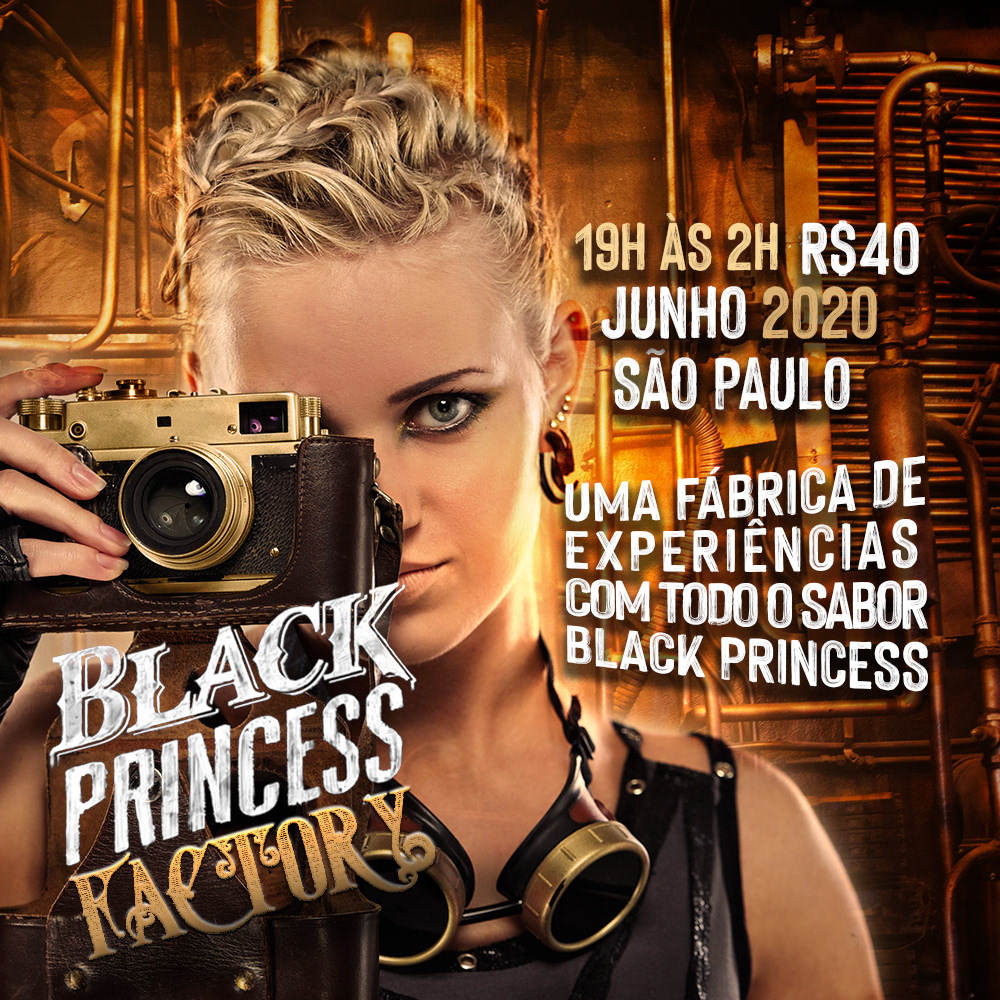 19H ÀS 2H R$40
JUNHO 2020
SÃO PAULO
UMA FÁBRICA DE
EXPERIÊNCIAS
COM TODO O SABOR
BLACK PRINCESS
BLACK
PRINCESS
FACTORY